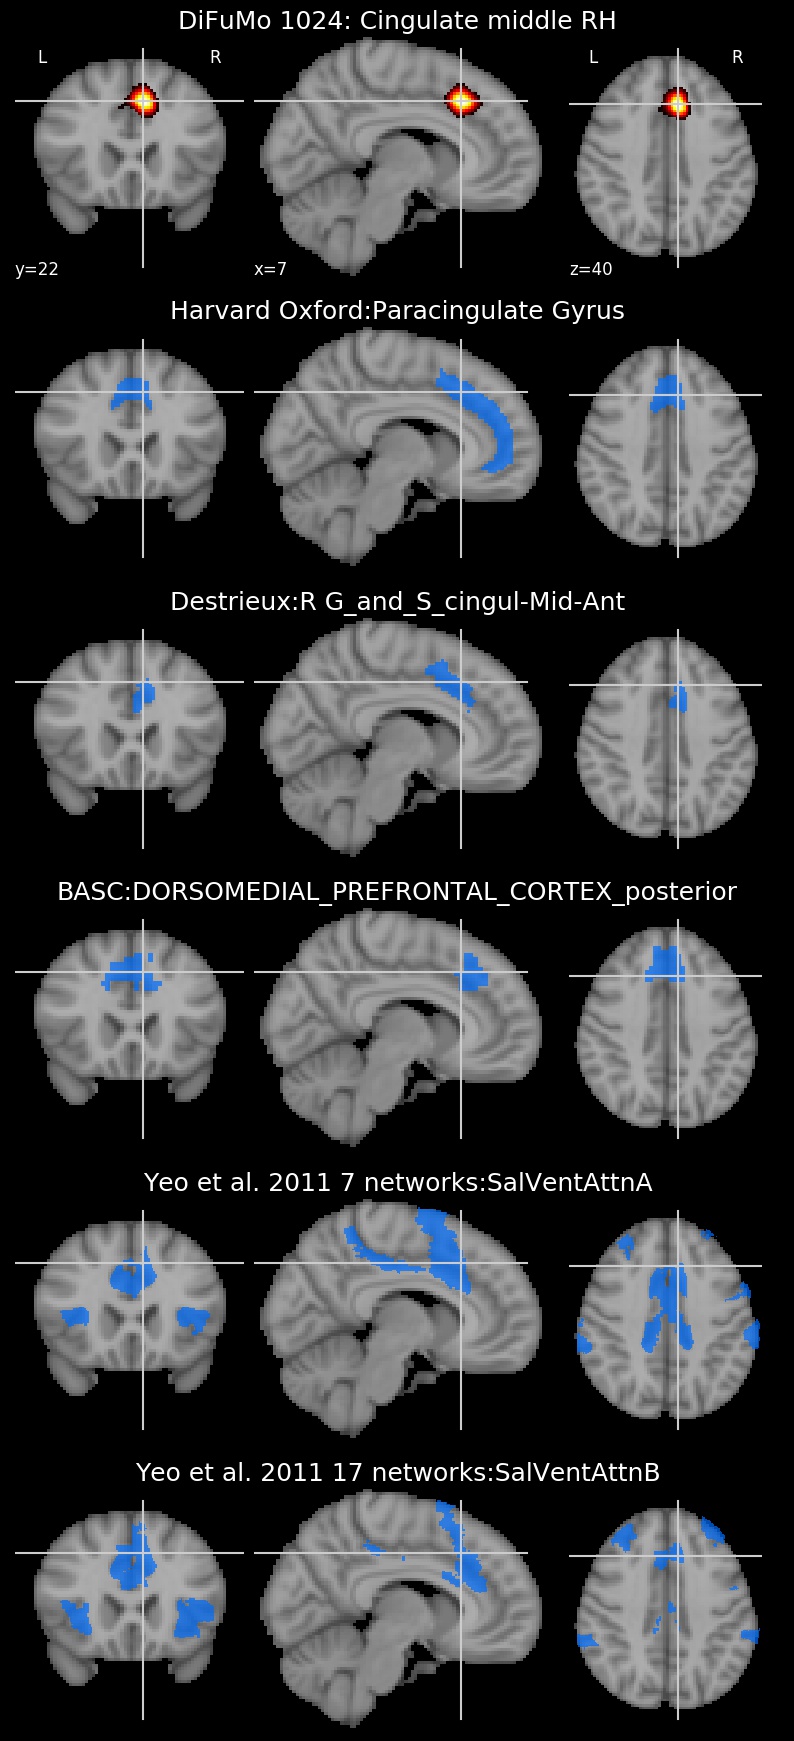 DiFuMo 1024: Cingulate middle RH
L R L R
y=22 x=7 z=40
Harvard Oxford:Paracingulate Gyrus
Destrieux:R G_and_S_cingul-Mid-Ant
BASC:DORSOMEDIAL_PREFRONTAL_CORTEX_posterior
Yeo et al. 2011 7 networks:SalVentAttnA
Yeo et al. 2011 17 networks:SalVentAttnB